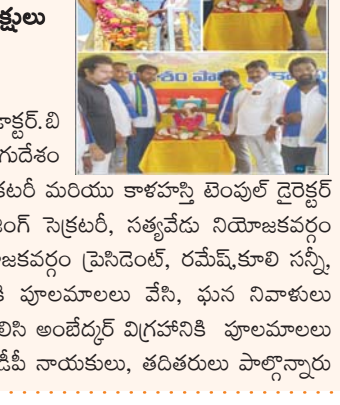 క్షులు
శం పా
ాక్టర్.బి
గుదేశం
కటరీ మరియు కాళహస్తి టెంపుల్ డైరెక్టర్
ింగ్ సెక్రటరీ, సత్యవేడు నియోజకవర్గం
ూజకవర్గం ప్రెసిడెంట్, రమేష్,కూలి సన్నీ,
కి పూలమాలలు వేసి, ఘన నివాళులు
లిసి అంబేద్కర్ విగ్రహానికి పూలమాలలు
డీపీ నాయకులు, తదితరులు పాల్గొన్నారు